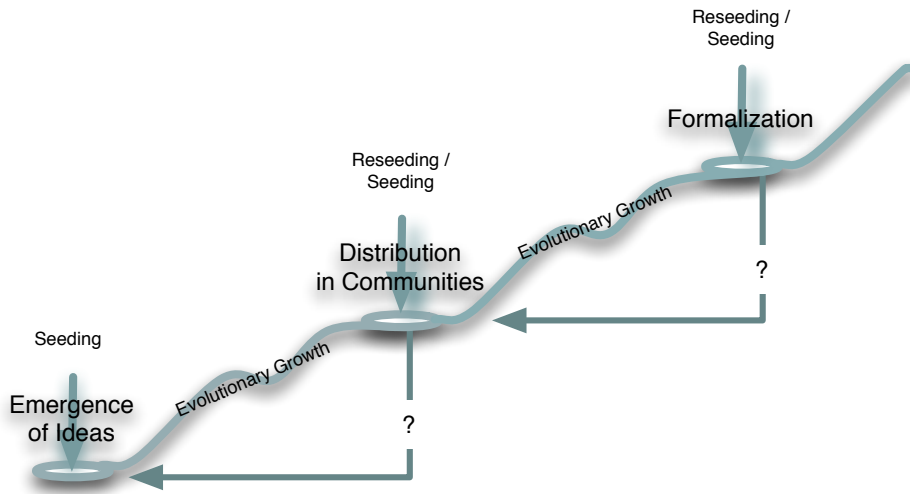 Reseeding /
Seeding
Formalization
Reseeding /
Seeding
Evolutionary Growth
Distribution
in Communities
?
Seeding
Evolutionary Growth
Emergence
of Ideas
?